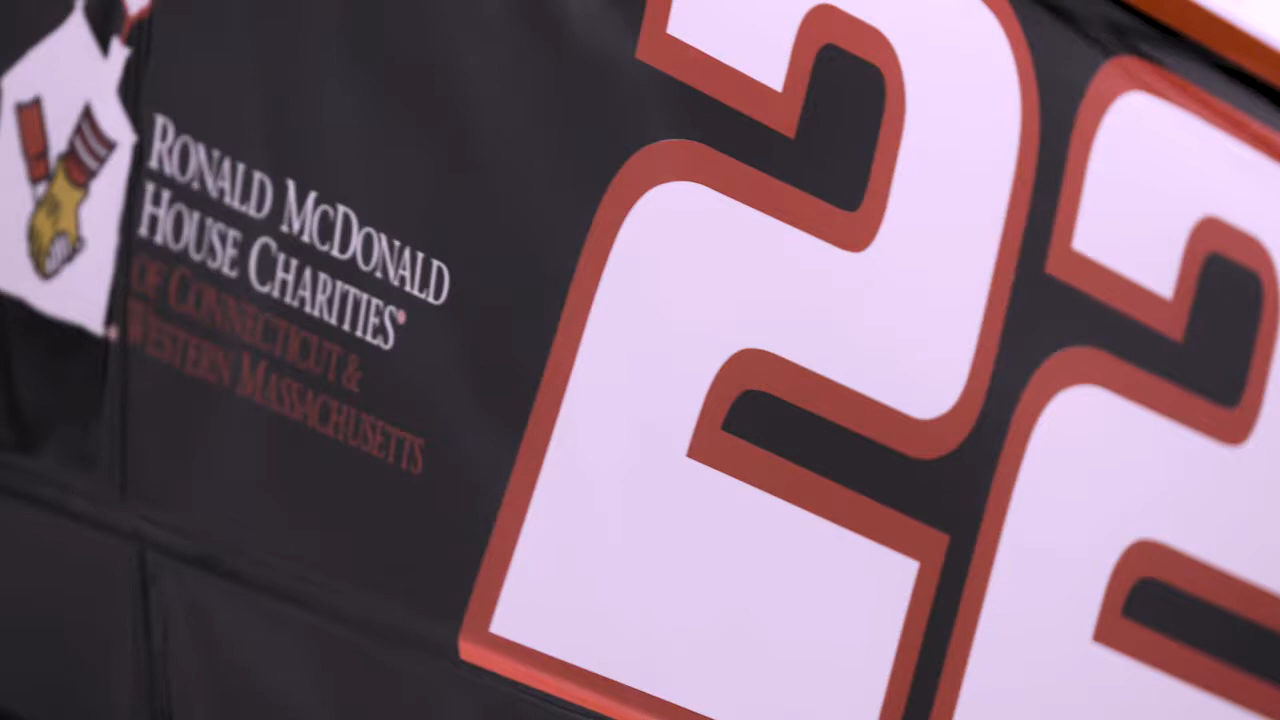 RONALD McDONALD
HOUSE CHARITIES®
OF CONNECTICUT &
WESTERN MASSACHUSETTS
22